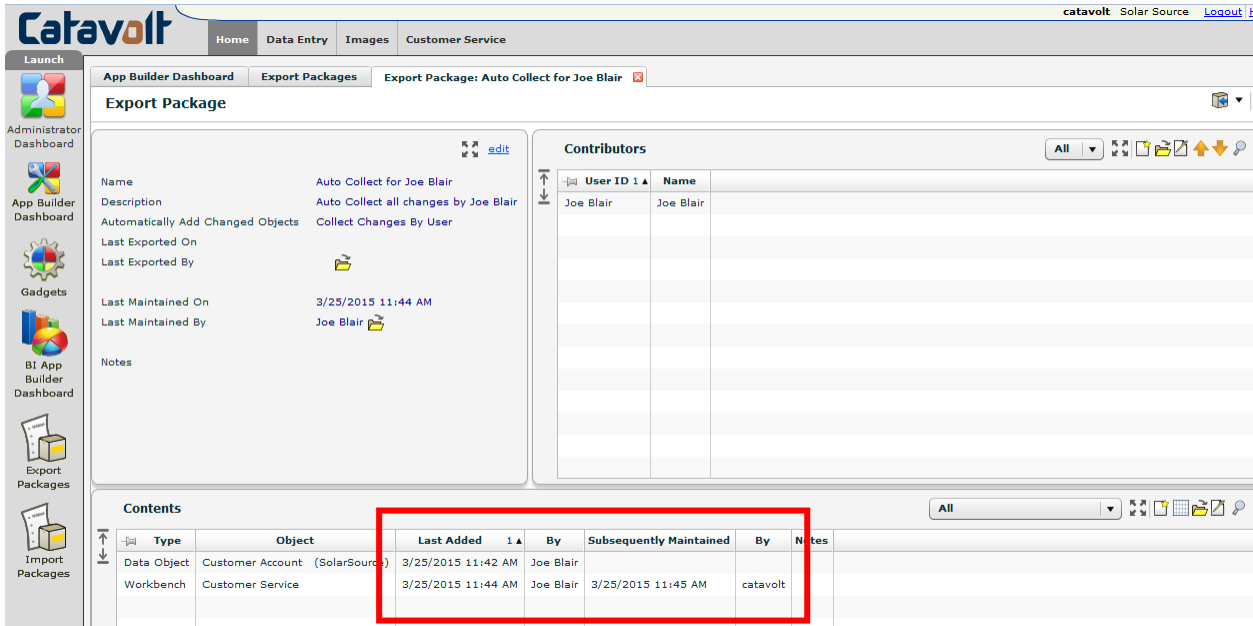 Catavolt
catavolt Solar Source Logout
Home Data Entry Images Customer Service
Launch
Administrator
Dashboard
App Builder
Dashboard
Gadgets
BI App
Builder
Dashboard
Export
Packages
Import
Packages
App Builder Dashboard Export Packages Export Package: Auto Collect for Joe Blair
Export Package
edit
Name Auto Collect for Joe Blair
Description Auto Collect all changes by Joe Blair
Automatically Add Changed Objects Collect Changes By User
Last Exported On
Last Exported By
Last Maintained On 3/25/2015 11:44 AM
Last Maintained By Joe Blair
Notes
Contributors All
User ID 1 Name
Joe Blair Joe Blair
Contents All
Type Object Last Added 1 By Subsequently Maintained By Notes
Data Object Customer Account (SolarSource) 3/25/2015 11:42 AM Joe Blair
Workbench Customer Service 3/25/2015 11:44 AM Joe Blair 3/25/2015 11:45 AM catavolt